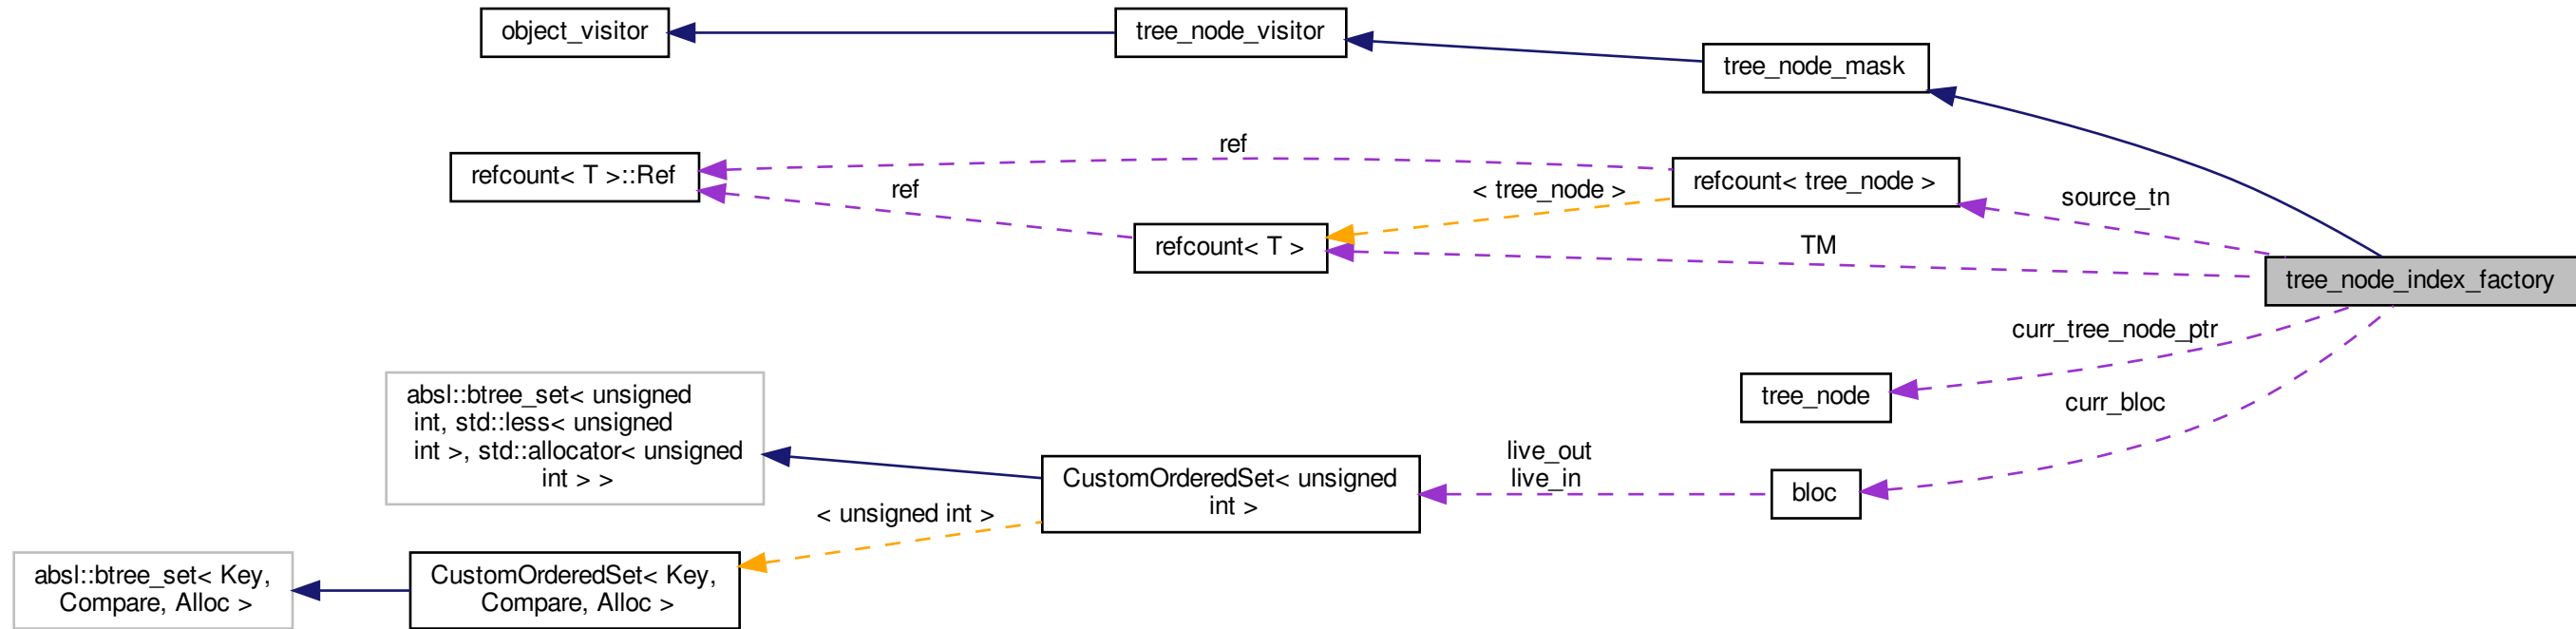 object_visitor
tree_node_visitor
tree_node_mask
ref
refcount< T >::Ref
ref
< tree_node >
refcount< tree_node >
source_tn
refcount< T >
TM
tree_node_index_factory
curr_tree_node_ptr
tree_node
curr_bloc
absl::btree_set< unsigned
int, std::less< unsigned
int >, std::allocator< unsigned
int > >
CustomOrderedSet< unsigned
int >
live_out
live_in
bloc
< unsigned int >
absl::btree_set< Key,
Compare, Alloc >
CustomOrderedSet< Key,
Compare, Alloc >